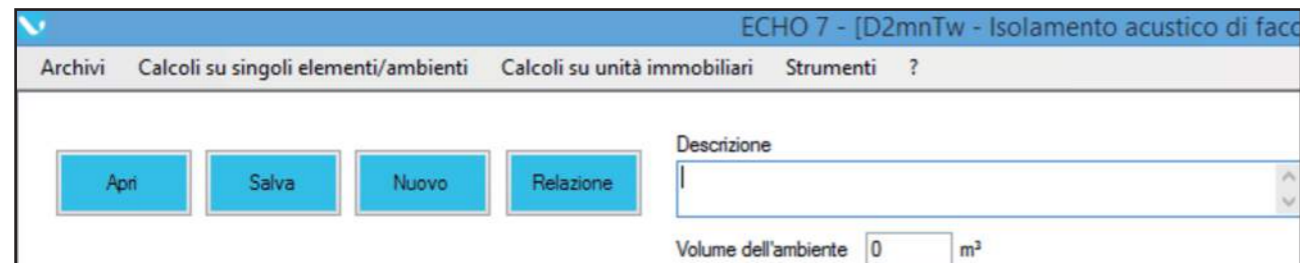 ECHO 7 - [D2mnTw - Isolamento acustico di facc
Archivi Calcoli su singoli elementi/ambienti Calcoli su unità immobiliari Strumenti ?
Descrizione
Apri Salva Nuovo Relazione
Volume dell'ambiente 0 m³